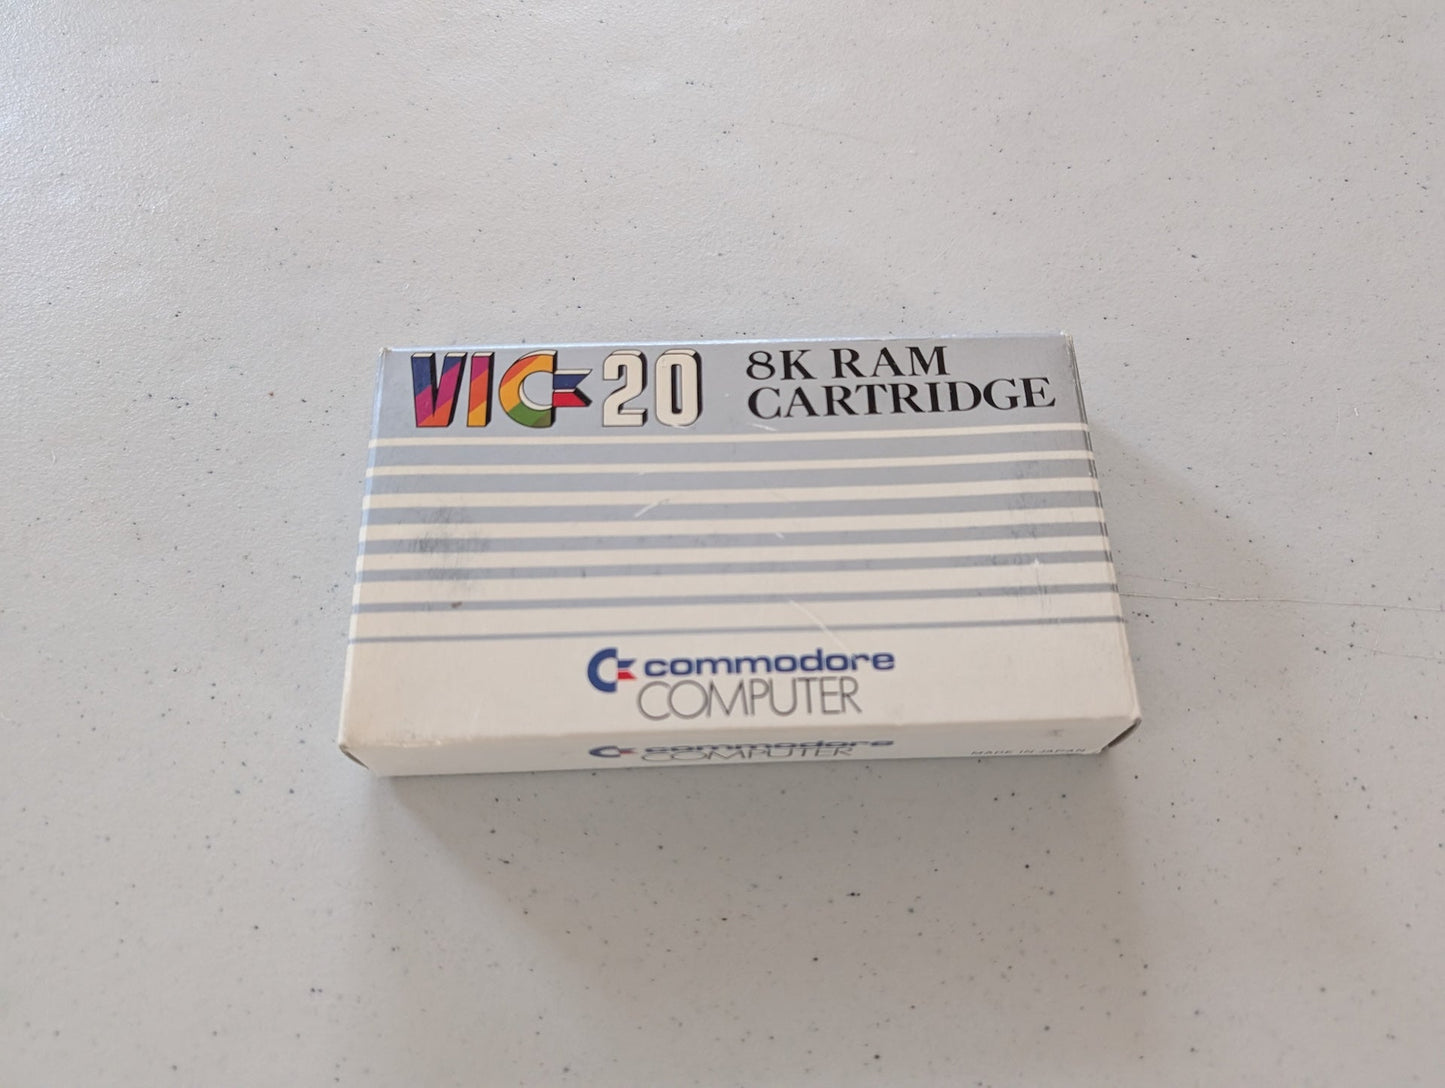 VIC-20
8K RAM
CARTRIDGE
commodore
COMPUTER
commodore
COMPUTER
MADE IN JAPAN